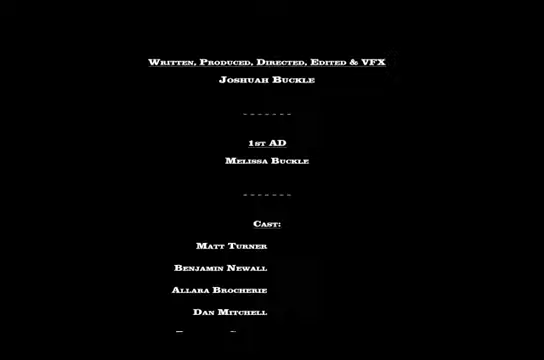 Written, Produced, Directed, Edited & VFX
Joshuah Buckle
- - - - - - -
1st AD
Melissa Buckle
- - - - - - -
Cast:
Matt Turner
Benjamin Newall
Allara Brocherie
Dan Mitchell